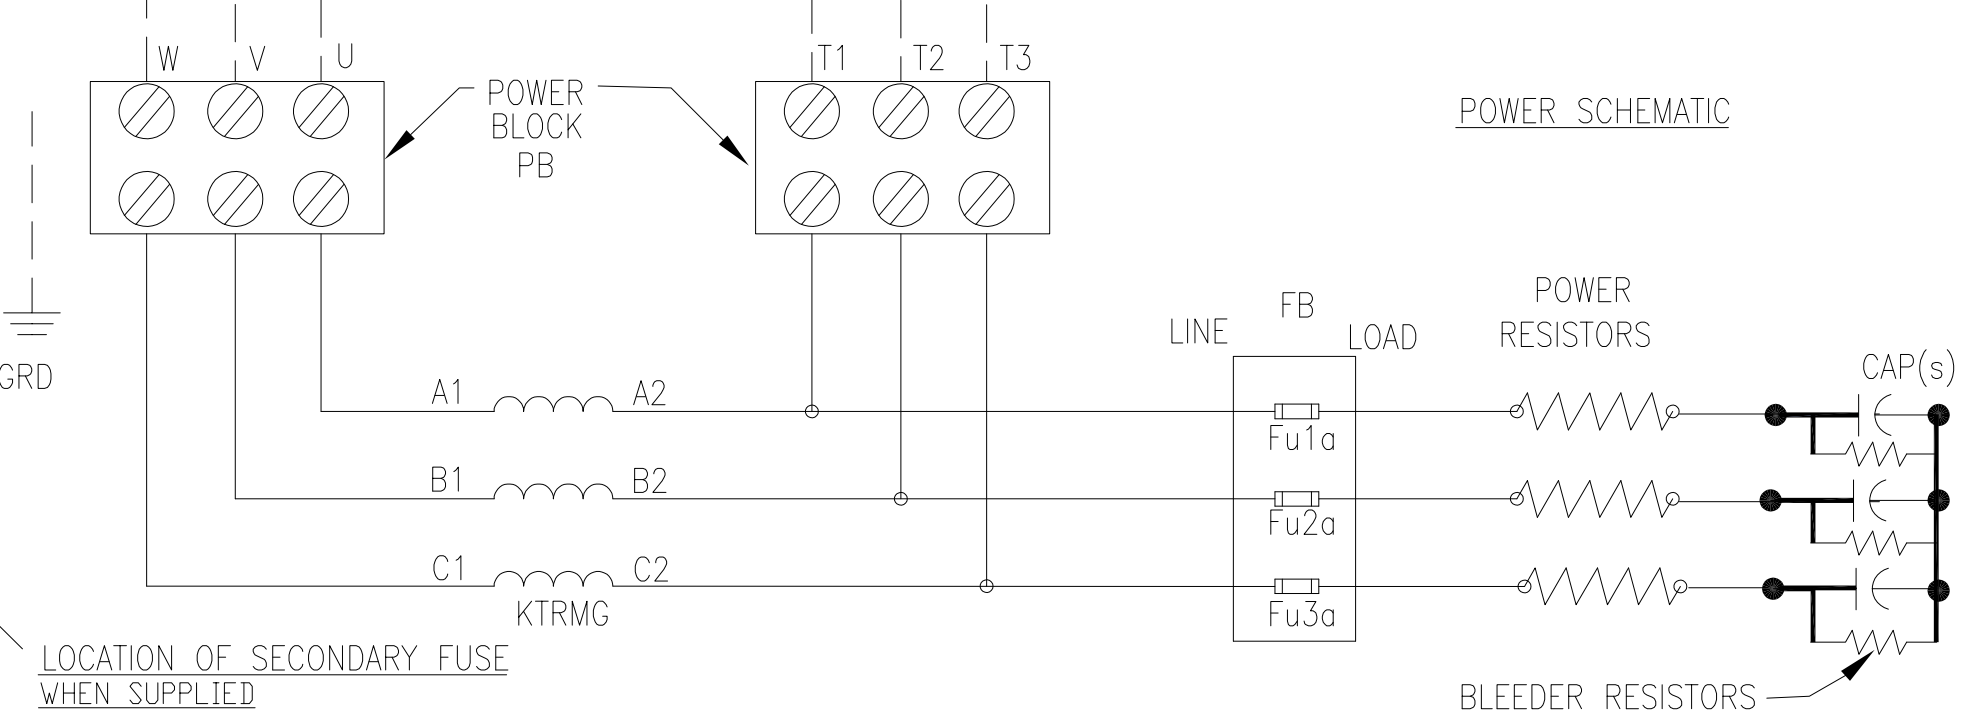 W V U
T1 T2 T3
POWER
BLOCK
PB
POWER SCHEMATIC
GRD
LINE
FB
LOAD
POWER
RESISTORS
CAP(s)
A1
A2
Fu1a
B1
B2
Fu2a
C1
C2
KTRMG
Fu3a
LOCATION OF SECONDARY FUSE
WHEN SUPPLIED
BLEEDER RESISTORS